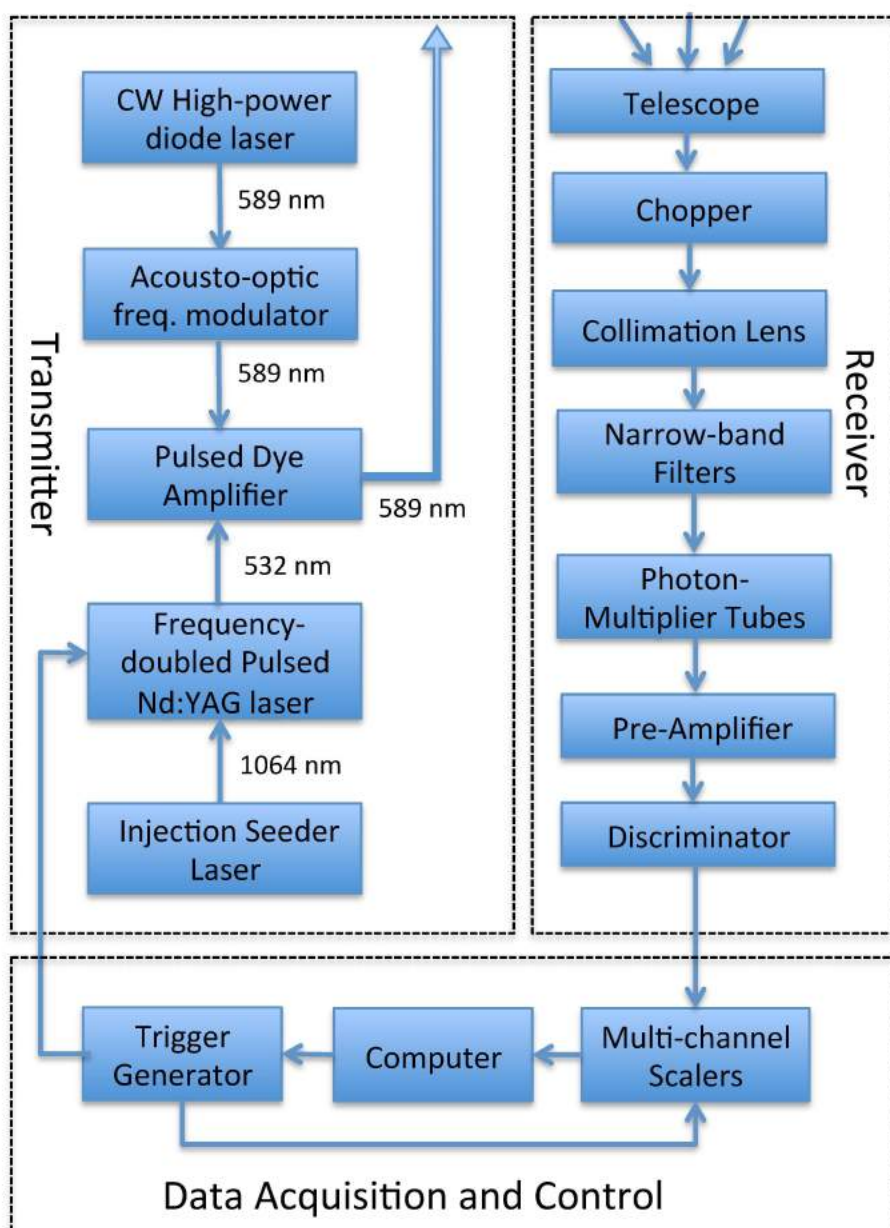 CW High-power
diode laser
589 nm
Acousto-optic
freq. modulator
589 nm
Pulsed Dye
Amplifier
589 nm
532 nm
Frequency-
doubled Pulsed
Nd:YAG laser
1064 nm
Injection Seeder
Laser
Transmitter
Telescope
Chopper
Collimation Lens
Narrow-band
Filters
Photon-
Multiplier Tubes
Pre-Amplifier
Discriminator
Receiver
Trigger
Generator
Computer
Multi-channel
Scalers
Data Acquisition and Control